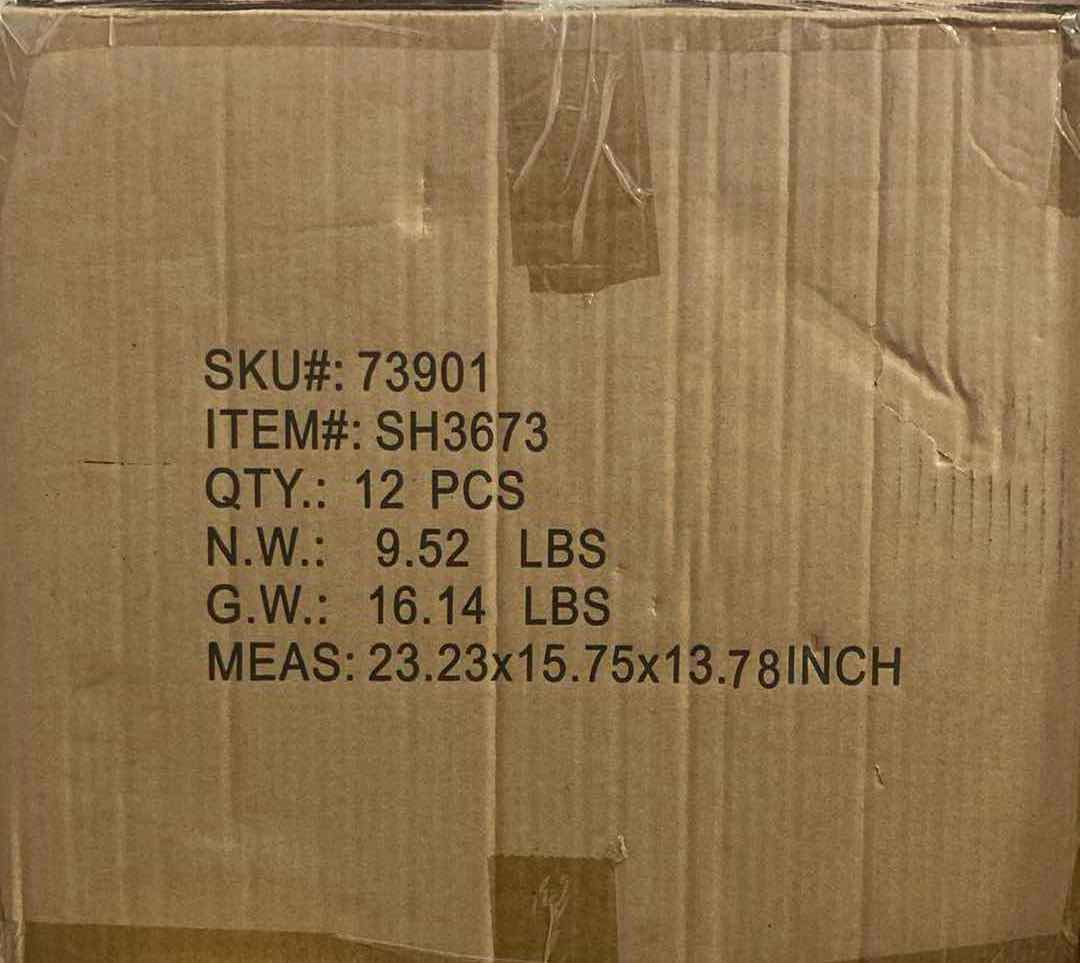 SKU#: 73901
ITEM#: SH3673
QTY.: 12 PCS
N.W.: 9.52 LBS
G.W.: 16.14 LBS
MEAS: 23.23x15.75x13.78INCH